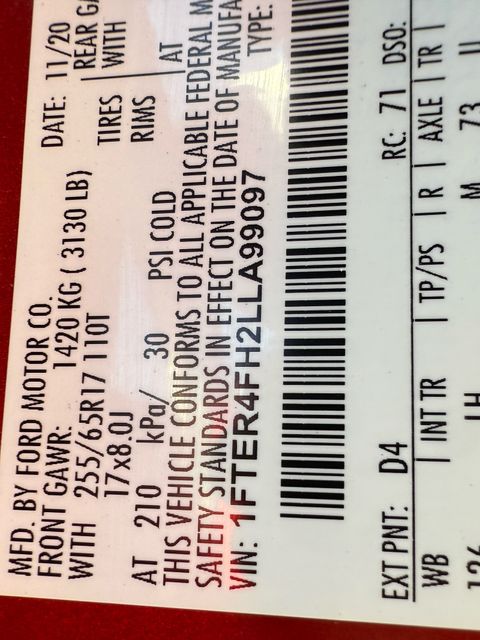 MFD. BY FORD MOTOR CO.
DATE: 11/20
FRONT GAWR: 1420 KG ( 3130 LB)
REAR
WITH 255/65R17 110T
TIRES
WITH
17x8.0J
RIMS
AT 210 kPa/ 30 PSI COLD
AT
THIS VEHICLE CONFORMS TO ALL APPLICABLE FEDERAL M
SAFETY STANDARDS IN EFFECT ON THE DATE OF MANUFA
VIN: 1FTER4FH2LLA99097
TYPE:
EXT PNT: D4
RC: 71
DSO:
WB | INT TR | TP/PS | R | AXLE | TR |
M 73